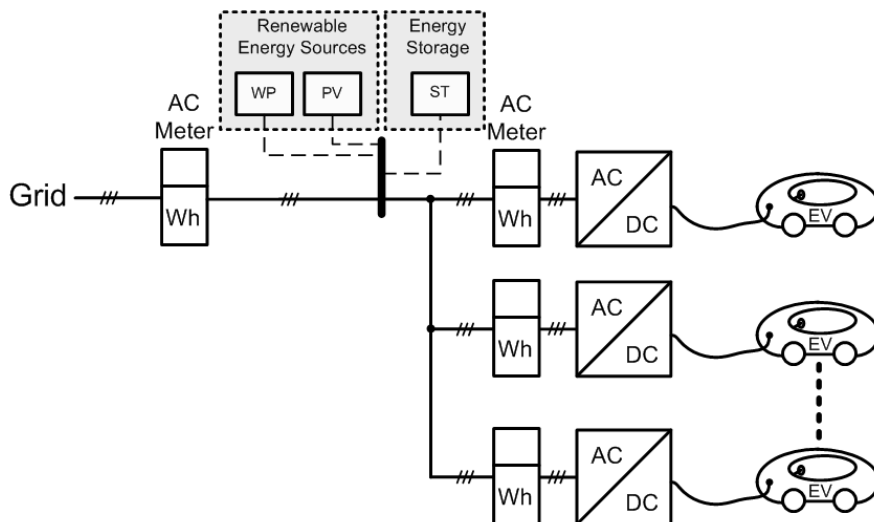 Renewable
Energy Sources
Energy
Storage
WP
PV
ST
AC
Meter
AC
Meter
Grid
Wh
Wh
AC
DC
EV
Wh
AC
DC
EV
Wh
AC
DC
EV